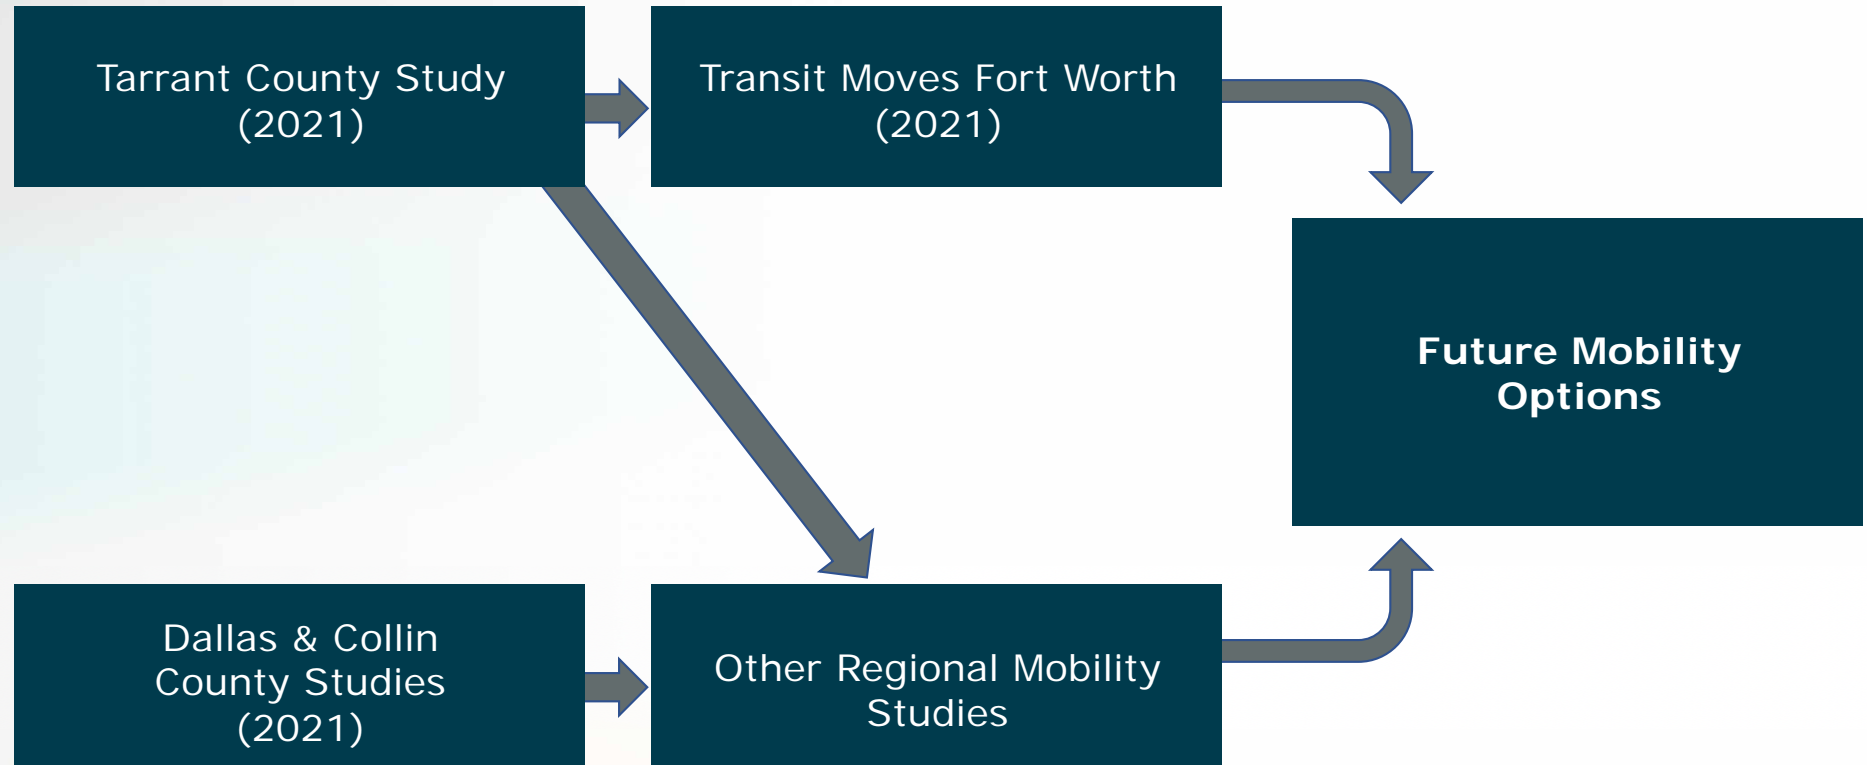 Tarrant County Study
(2021)
Transit Moves Fort Worth
(2021)
Future Mobility
Options
Dallas & Collin
County Studies
(2021)
Other Regional Mobility
Studies